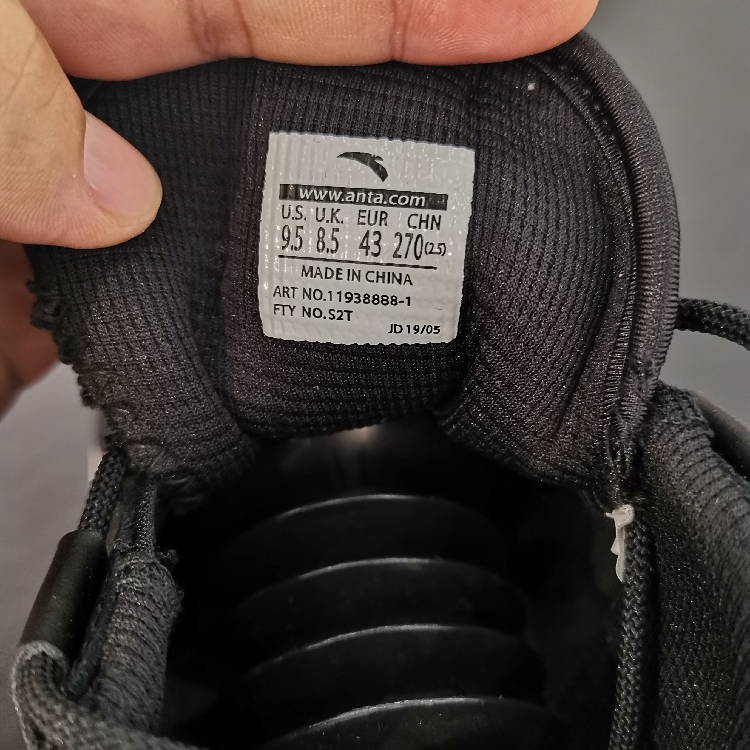 www.anta.com
U.S. U.K. EUR CHN
9.5 8.5 43 270(2.5)
MADE IN CHINA
ART NO.11938888-1
FTY NO.S2T
JD 19/05